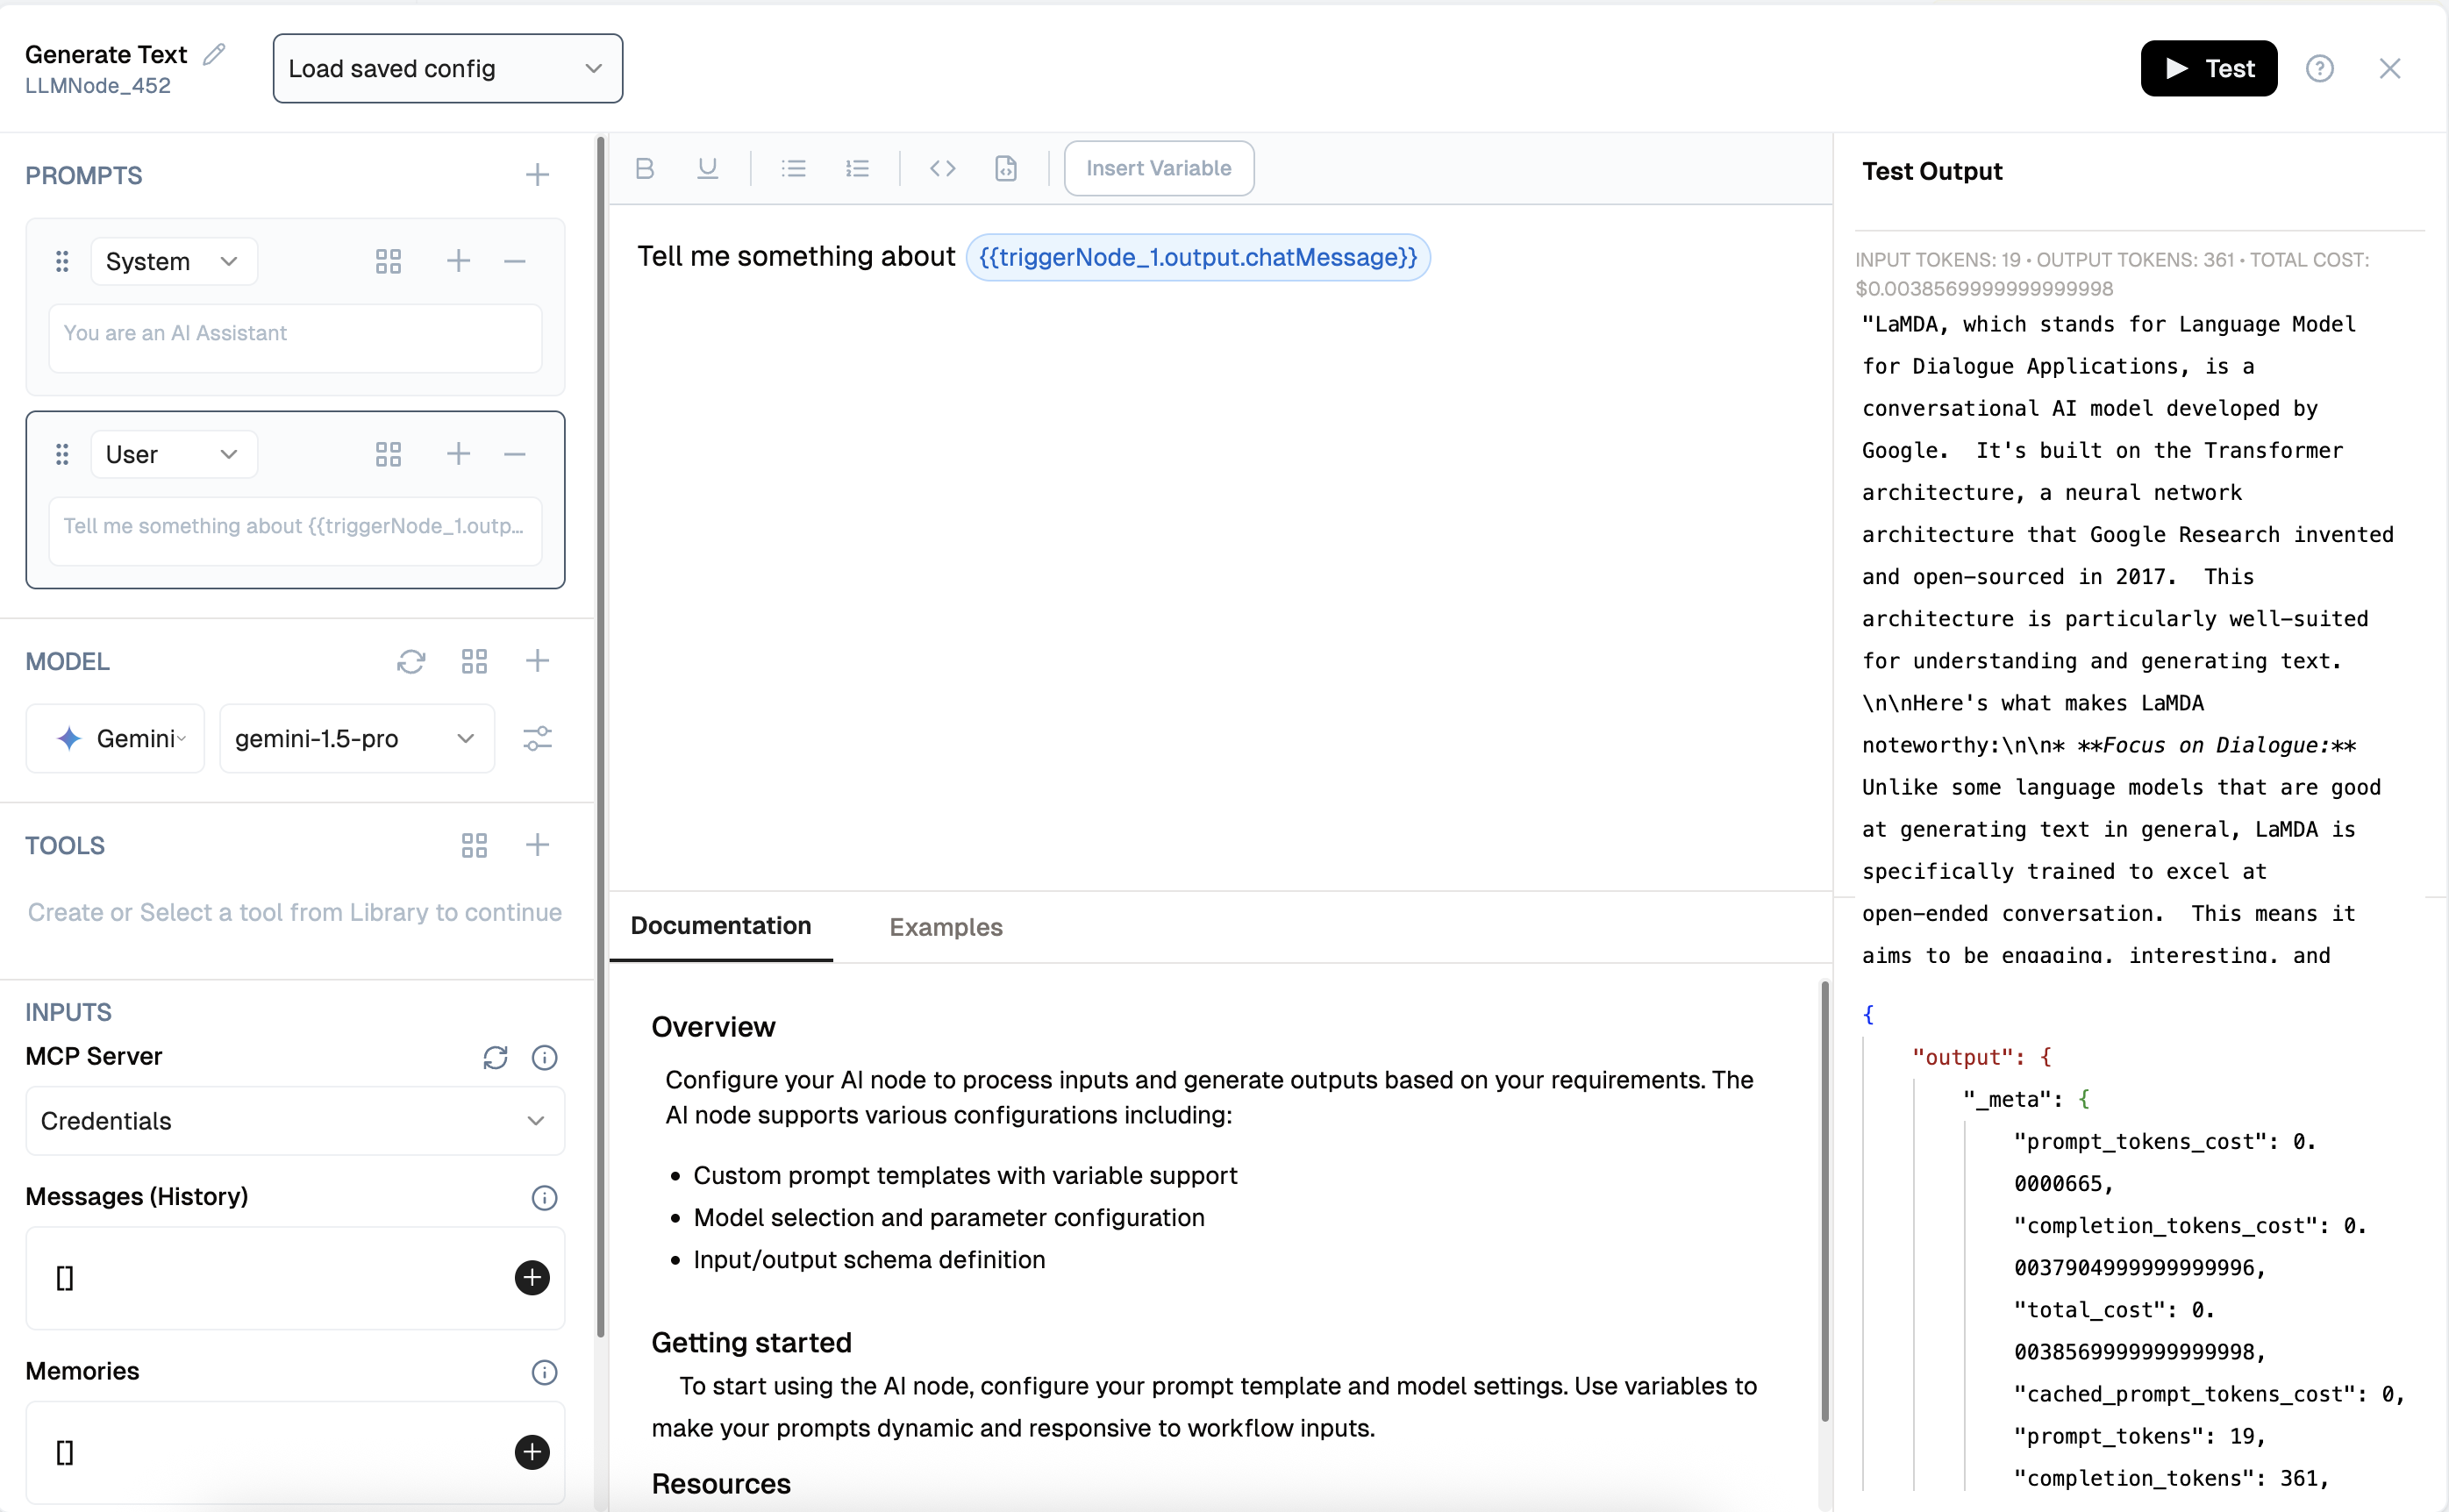 Generate Text
LLMNode_452
Load saved config
Test
PROMPTS
System
You are an AI Assistant
User
Tell me something about {{triggerNode_1.outp...
MODEL
Gemini
gemini-1.5-pro
TOOLS
Create or Select a tool from Library to continue
INPUTS
MCP Server
Credentials
Messages (History)
[]
Memories
[]
Insert Variable
Tell me something about {{triggerNode_1.output.chatMessage}}
Documentation
Examples
Overview
Configure your AI node to process inputs and generate outputs based on your requirements. The
AI node supports various configurations including:
• Custom prompt templates with variable support
• Model selection and parameter configuration
• Input/output schema definition
Getting started
To start using the AI node, configure your prompt template and model settings. Use variables to
make your prompts dynamic and responsive to workflow inputs.
Resources
Test Output
INPUT TOKENS: 19 • OUTPUT TOKENS: 361 • TOTAL COST:
$0.0038569999999999998
"LaMDA, which stands for Language Model
for Dialogue Applications, is a
conversational AI model developed by
Google.  It's built on the Transformer
architecture, a neural network
architecture that Google Research invented
and open-sourced in 2017.  This
architecture is particularly well-suited
for understanding and generating text.
\n\nHere's what makes LaMDA
noteworthy:\n\n* **Focus on Dialogue:**
Unlike some language models that are good
at generating text in general, LaMDA is
specifically trained to excel at
open-ended conversation.  This means it
aims to be engaging, interesting, and
{
"output": {
"_meta": {
"prompt_tokens_cost": 0.
0000665,
"completion_tokens_cost": 0.
0037904999999999996,
"total_cost": 0.
0038569999999999998,
"cached_prompt_tokens_cost": 0,
"prompt_tokens": 19,
"completion_tokens": 361,